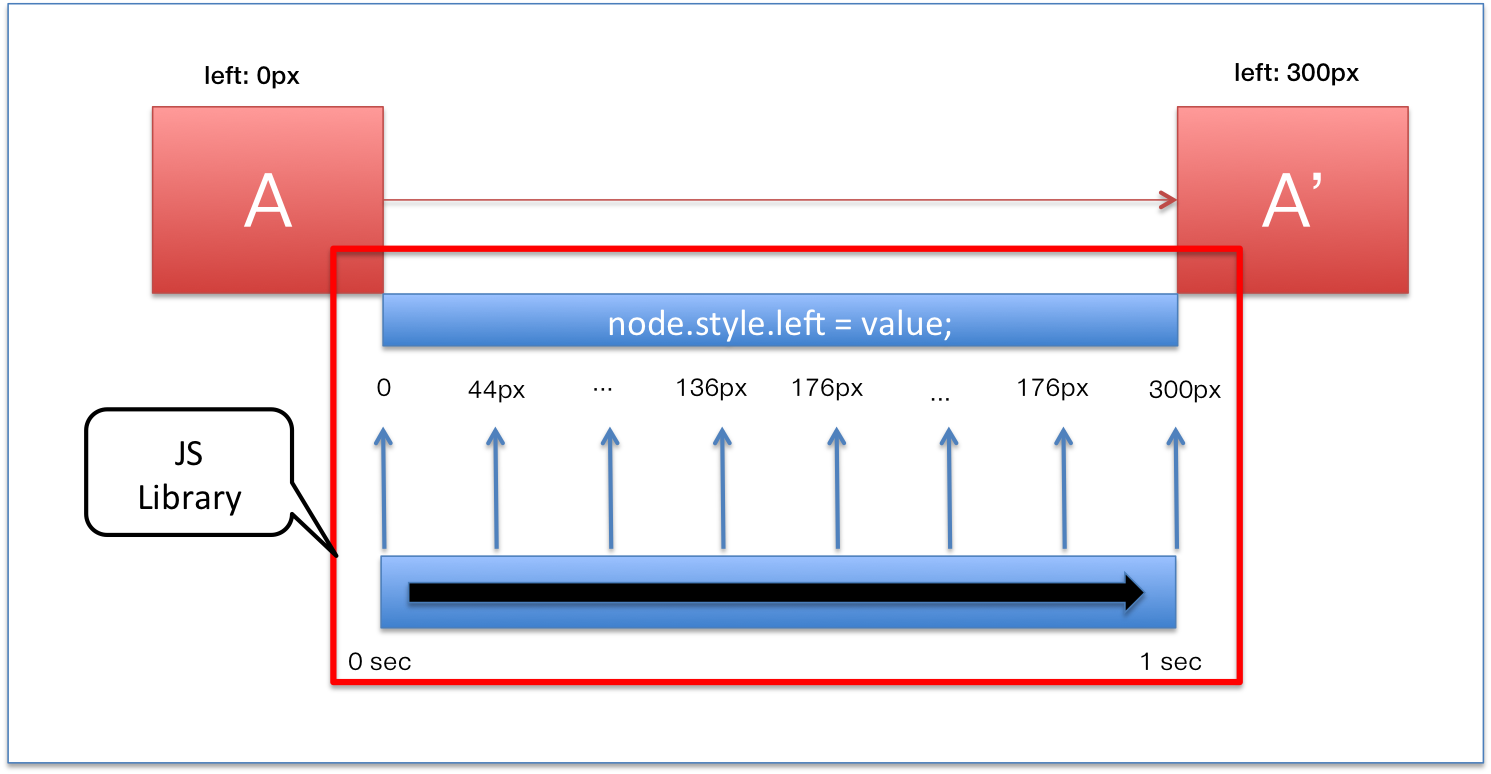 left: 0px
left: 300px
A
A’
node.style.left = value;
0
44px
...
136px
176px
...
176px
300px
JS
Library
0 sec
1 sec